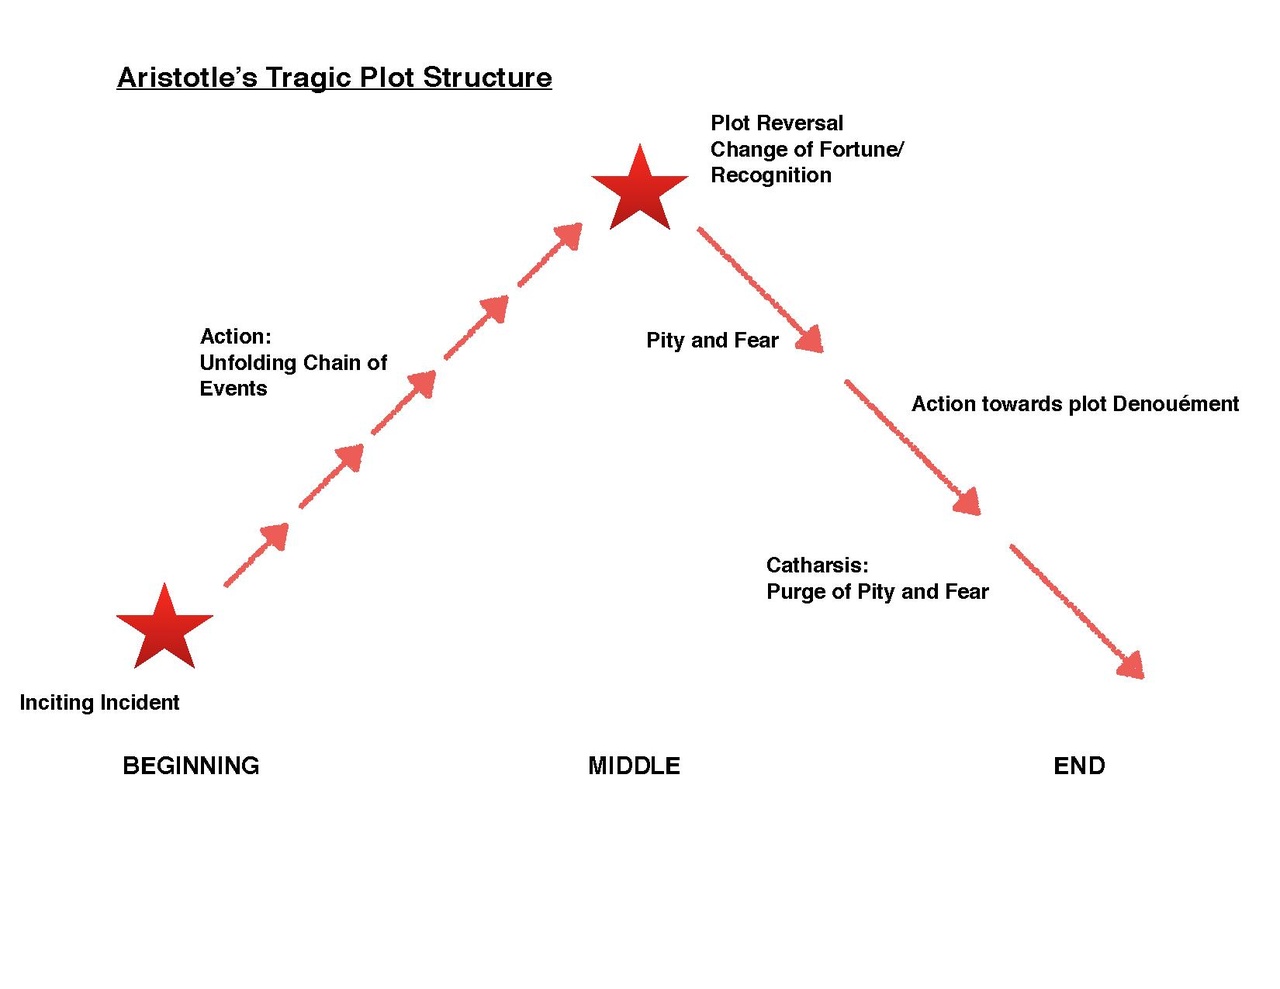 Aristotle’s Tragic Plot Structure
Plot Reversal
Change of Fortune/
Recognition
Action:
Unfolding Chain of
Events
Pity and Fear
Action towards plot Denouément
Catharsis:
Purge of Pity and Fear
Inciting Incident
BEGINNING
MIDDLE
END